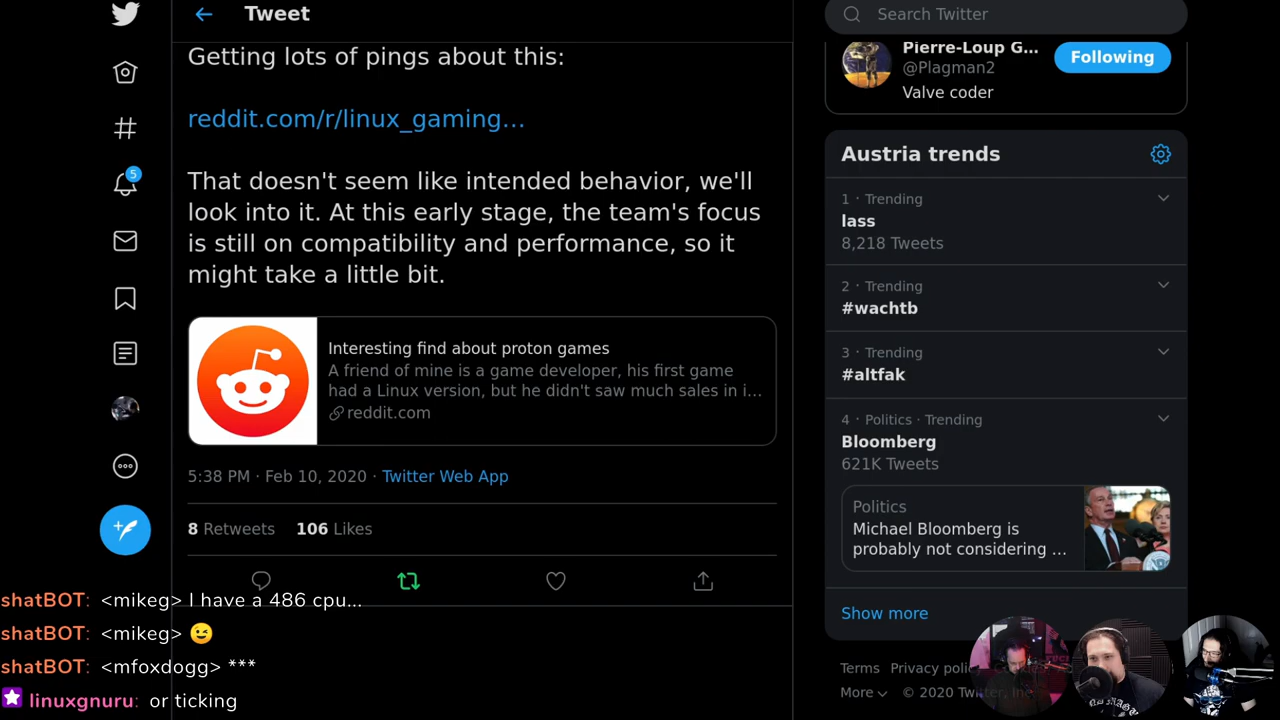 Tweet
Getting lots of pings about this:
reddit.com/r/linux_gaming...
That doesn't seem like intended behavior, we'll
look into it. At this early stage, the team's focus
is still on compatibility and performance, so it
might take a little bit.
Interesting find about proton games
A friend of mine is a game developer, his first game
had a Linux version, but he didn't saw much sales in i...
reddit.com
5:38 PM · Feb 10, 2020 · Twitter Web App
8 Retweets 106 Likes
5
shatBOT: <mikeg> I have a 486 cpu...
shatBOT: <mikeg> 😉
shatBOT: <mfoxdogg> ***
linuxgnuru: or ticking
Search Twitter
Pierre-Loup G...
@Plagman2
Following
Valve coder
Austria trends
1 · Trending
lass
8,218 Tweets
2 · Trending
#wachtb
3 · Trending
#altfak
4 · Politics · Trending
Bloomberg
621K Tweets
Politics
Michael Bloomberg is
probably not considering ...
Show more
Terms Privacy
More © 2020